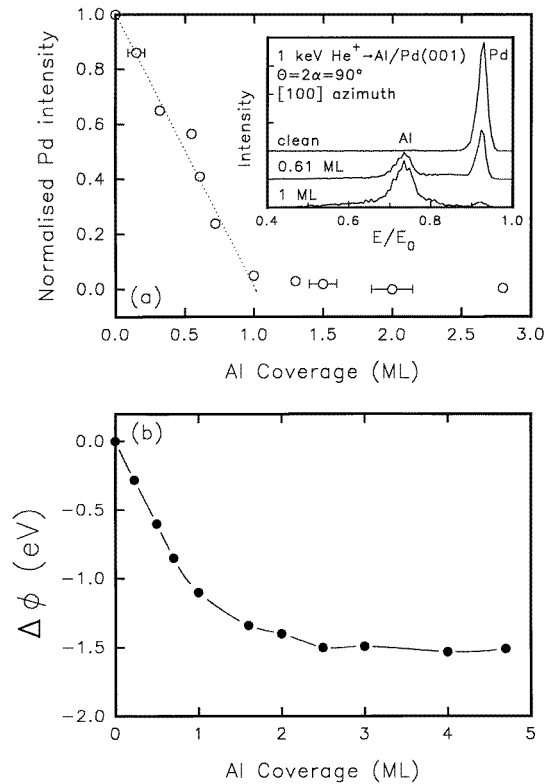 Normalised Pd intensity
1.0
0.8
0.6
0.4
0.2
0.0
(a)
0.0 0.5 1.0 1.5 2.0 2.5 3.0
Al Coverage (ML)
Intensity
1 keV He⁺→Al/Pd(001)
Θ=2α=90°
[100] azimuth
Pd
clean
Al
0.61 ML
1 ML
0.4 0.6 0.8 1.0
E/E₀
(b)
Δϕ (eV)
0.0
−0.5
−1.0
−1.5
−2.0
0 1 2 3 4 5
Al Coverage (ML)